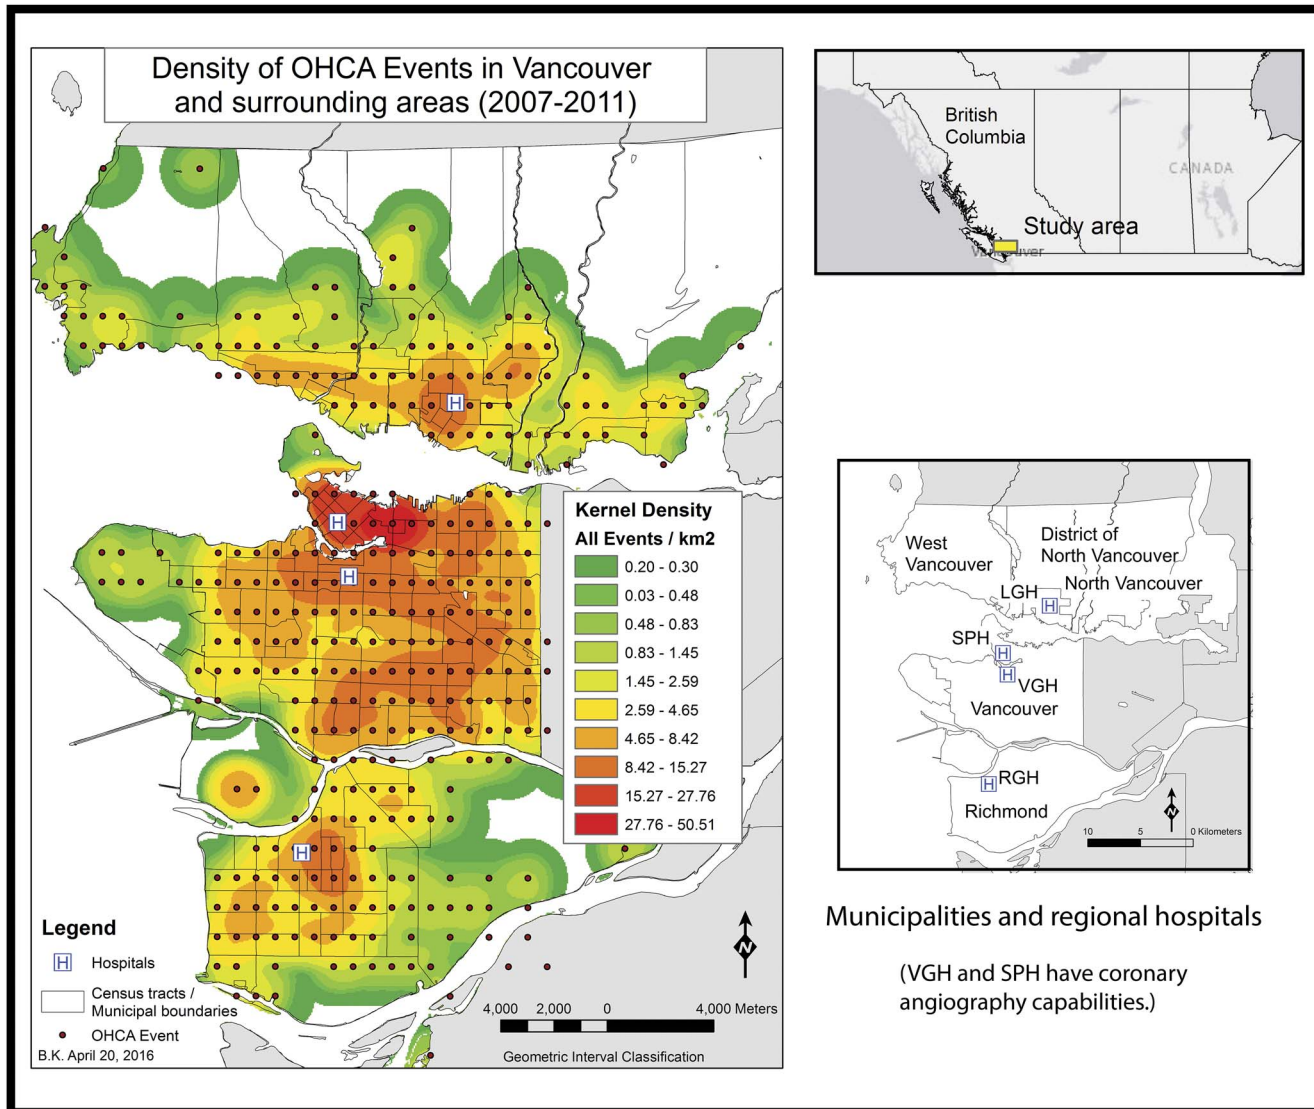 Density of OHCA Events in Vancouver
and surrounding areas (2007-2011)
H
H
H
H
Kernel Density
All Events / km2
0.20 - 0.30
0.03 - 0.48
0.48 - 0.83
0.83 - 1.45
1.45 - 2.59
2.59 - 4.65
4.65 - 8.42
8.42 - 15.27
15.27 - 27.76
27.76 - 50.51
Legend
H Hospitals
Census tracts /
Municipal boundaries
OHCA Event
B.K. April 20, 2016
N
4,000 2,000 0 4,000 Meters
Geometric Interval Classification
British
Columbia
CANADA
Study area
Vancouver
West
Vancouver
District of
North Vancouver
North Vancouver
LGH
H
SPH
H
H
VGH
Vancouver
RGH
H
Richmond
N
10 5 0 Kilometers
Municipalities and regional hospitals
(VGH and SPH have coronary
angiography capabilities.)